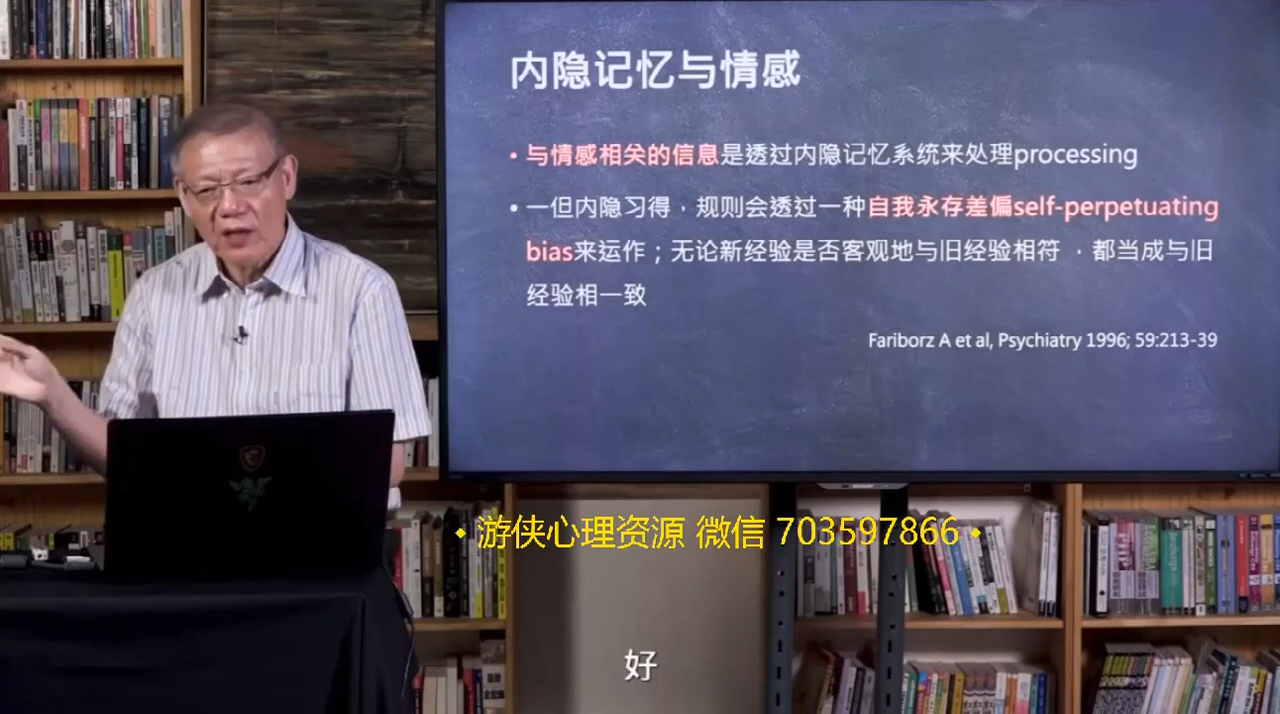 内隐记忆与情感
• 与情感相关的信息是透过内隐记忆系统来处理processing
• 一但内隐习得，规则会透过一种自我永存差偏self-perpetuating
bias来运作；无论新经验是否客观地与旧经验相符 ，都当成与旧
经验相一致
Fariborz A et al, Psychiatry 1996; 59:213-39
• 游侠心理资源 微信 703597866 •
好